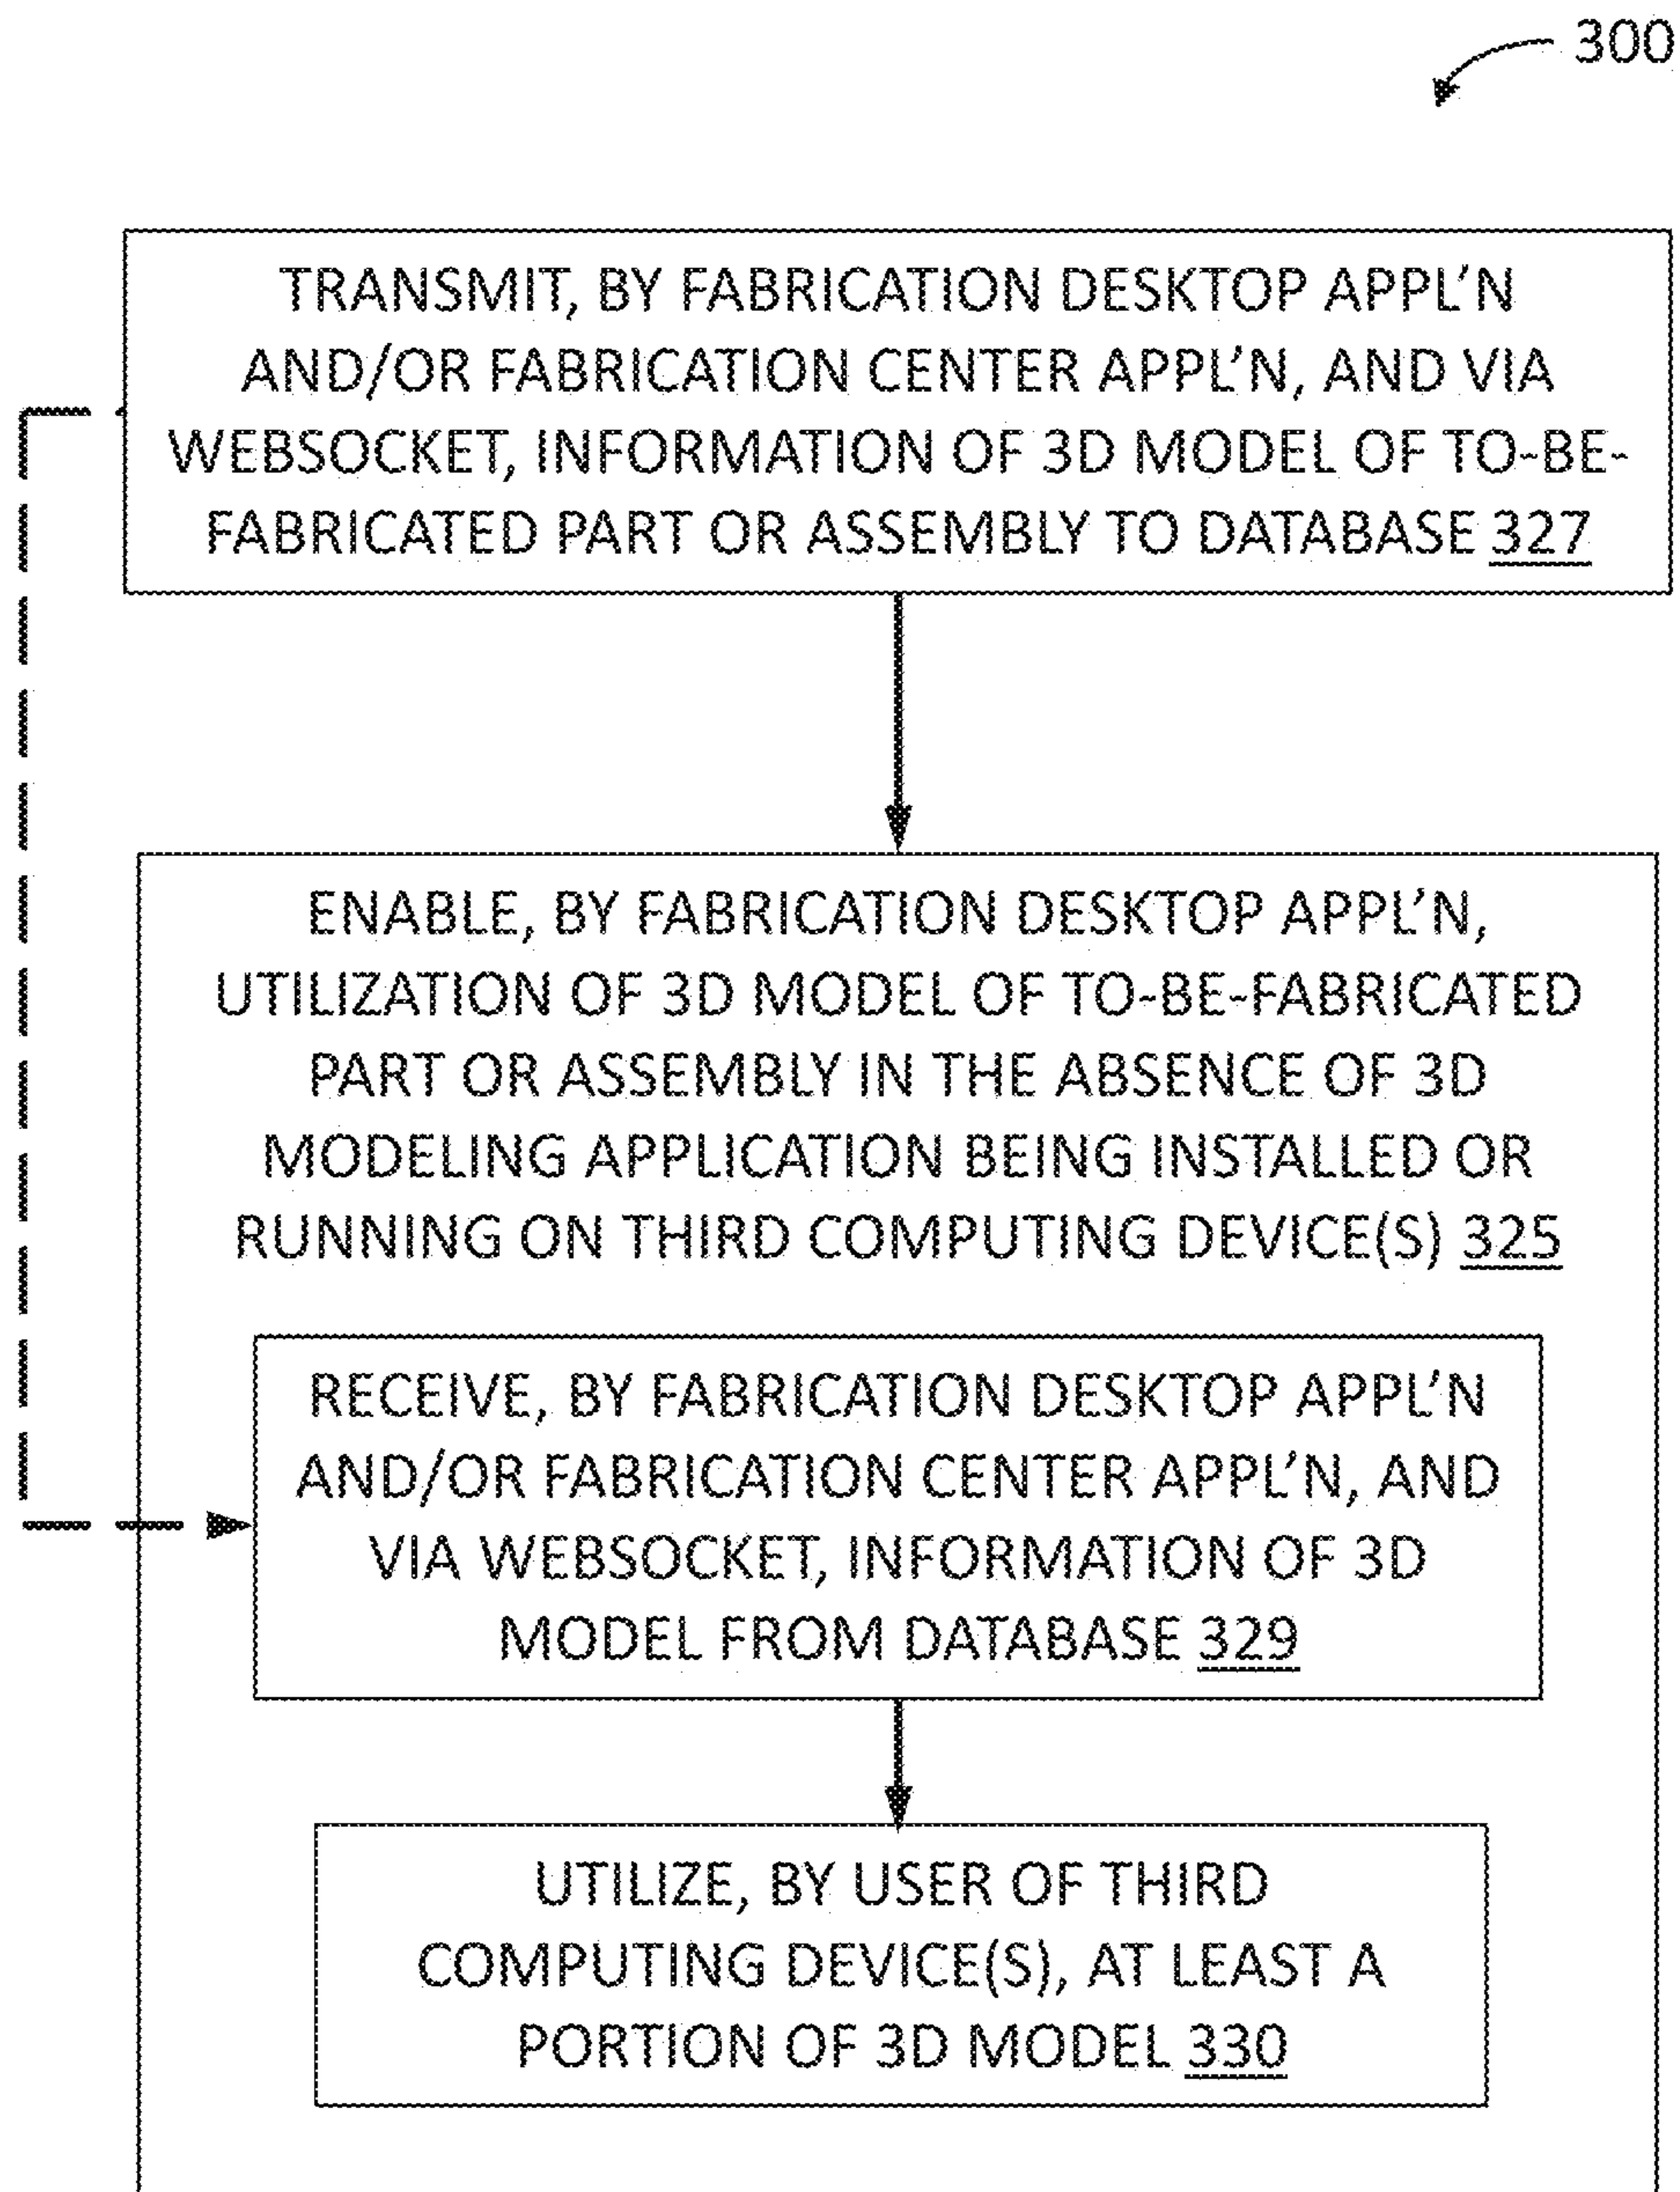 300
TRANSMIT, BY FABRICATION DESKTOP APPL'N
AND/OR FABRICATION CENTER APPL'N, AND VIA
WEBSOCKET, INFORMATION OF 3D MODEL OF TO-BE-
FABRICATED PART OR ASSEMBLY TO DATABASE 327
ENABLE, BY FABRICATION DESKTOP APPL'N,
UTILIZATION OF 3D MODEL OF TO-BE-FABRICATED
PART OR ASSEMBLY IN THE ABSENCE OF 3D
MODELING APPLICATION BEING INSTALLED OR
RUNNING ON THIRD COMPUTING DEVICE(S) 325
RECEIVE, BY FABRICATION DESKTOP APPL'N
AND/OR FABRICATION CENTER APPL'N, AND
VIA WEBSOCKET, INFORMATION OF 3D
MODEL FROM DATABASE 329
UTILIZE, BY USER OF THIRD
COMPUTING DEVICE(S), AT LEAST A
PORTION OF 3D MODEL 330